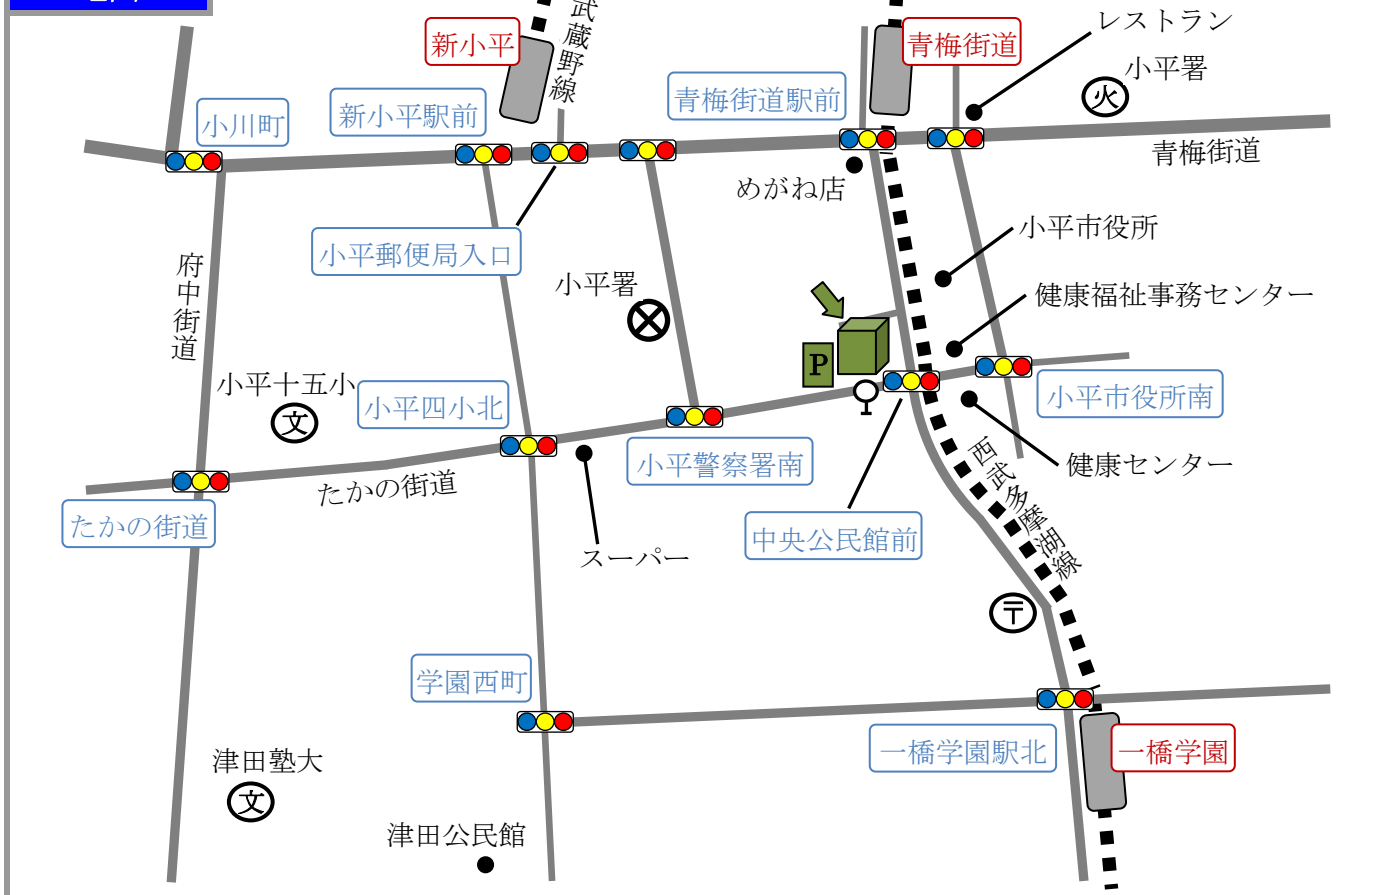 武蔵野線
レストラン
新小平
青梅街道
小平署
火
青梅街道駅前
新小平駅前
小川町
青梅街道
めがね店
小平市役所
小平郵便局入口
小平署
健康福祉事務センター
府中街道
P
小平十五小
文
小平四小北
小平市役所南
小平警察署南
健康センター
たかの街道
たかの街道
西武多摩湖線
中央公民館前
スーパー
〒
学園西町
一橋学園駅北
一橋学園
津田塾大
文
津田公民館